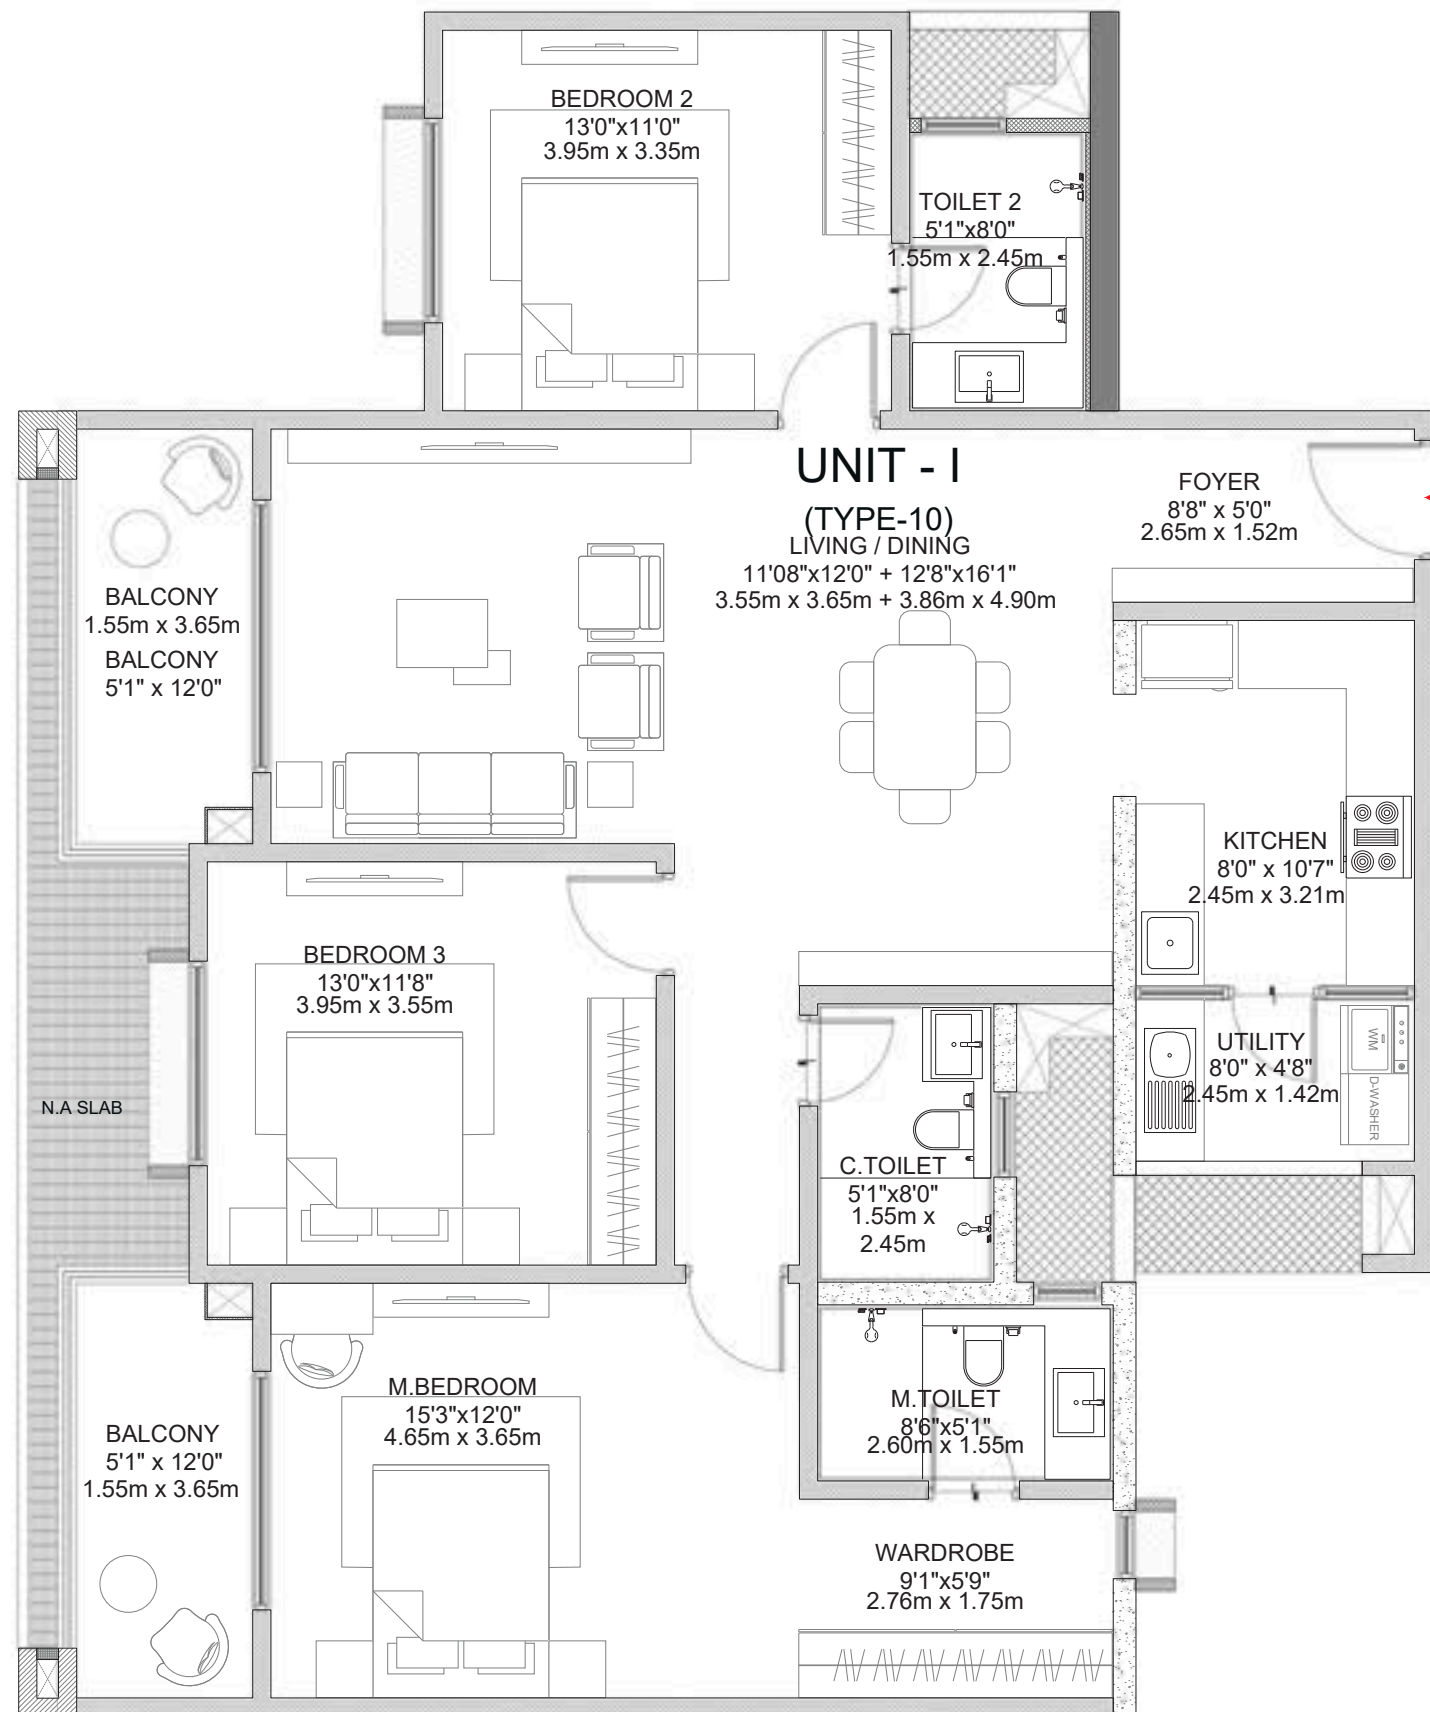 BEDROOM 2
13'0"x11'0"
3.95m x 3.35m
TOILET 2
5'1"x8'0"
1.55m x 2.45m
UNIT - I
(TYPE-10)
LIVING / DINING
11'08"x12'0" + 12'8"x16'1"
3.55m x 3.65m + 3.86m x 4.90m
FOYER
8'8" x 5'0"
2.65m x 1.52m
BALCONY
1.55m x 3.65m
BALCONY
5'1" x 12'0"
KITCHEN
8'0" x 10'7"
2.45m x 3.21m
BEDROOM 3
13'0"x11'8"
3.95m x 3.55m
UTILITY
8'0" x 4'8"
2.45m x 1.42m
WM
D-WASHER
N.A SLAB
C.TOILET
5'1"x8'0"
1.55m x
2.45m
M.BEDROOM
15'3"x12'0"
4.65m x 3.65m
M.TOILET
8'6"x5'1"
2.60m x 1.55m
BALCONY
5'1" x 12'0"
1.55m x 3.65m
WARDROBE
9'1"x5'9"
2.76m x 1.75m